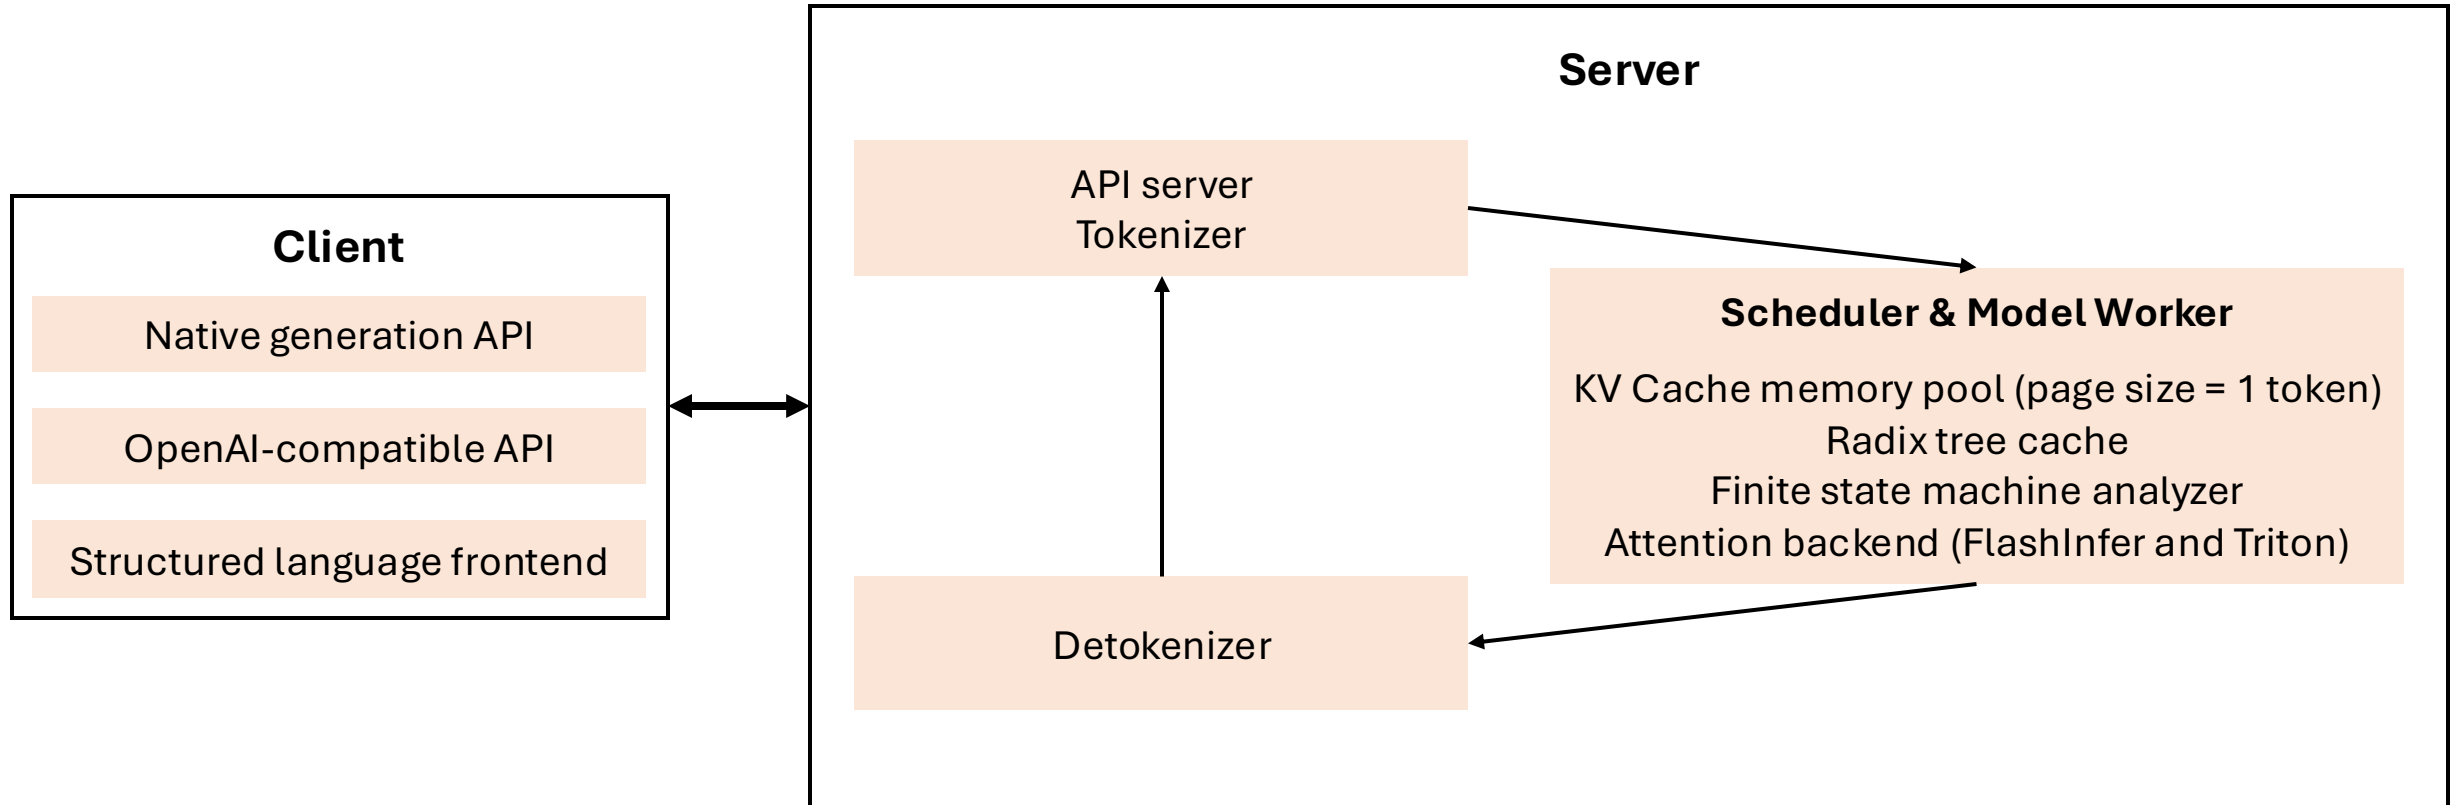 Client
Native generation API
OpenAI-compatible API
Structured language frontend
Server
API server
Tokenizer
Scheduler & Model Worker
KV Cache memory pool (page size = 1 token)
Radix tree cache
Finite state machine analyzer
Attention backend (FlashInfer and Triton)
Detokenizer